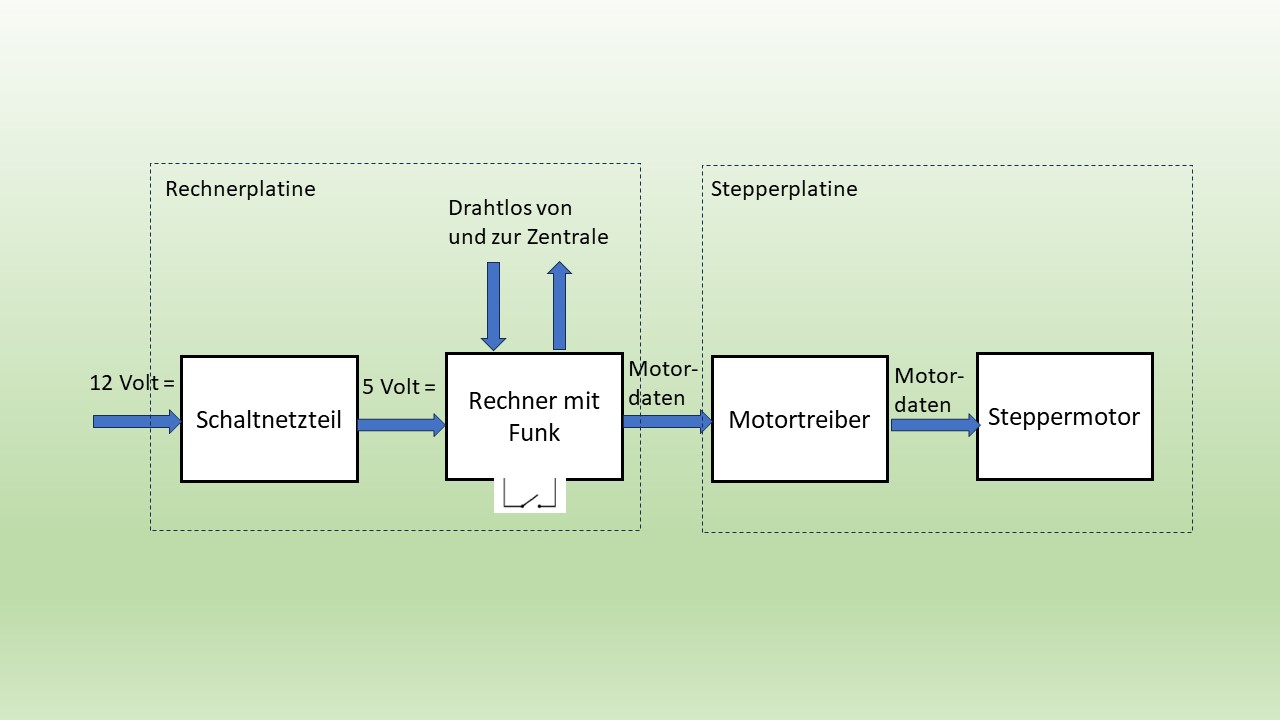 Rechnerplatine
Drahtlos von
und zur Zentrale
12 Volt =
Schaltnetzteil
5 Volt =
Rechner mit
Funk
Motor-
daten
Stepperplatine
Motortreiber
Motor-
daten
Steppermotor